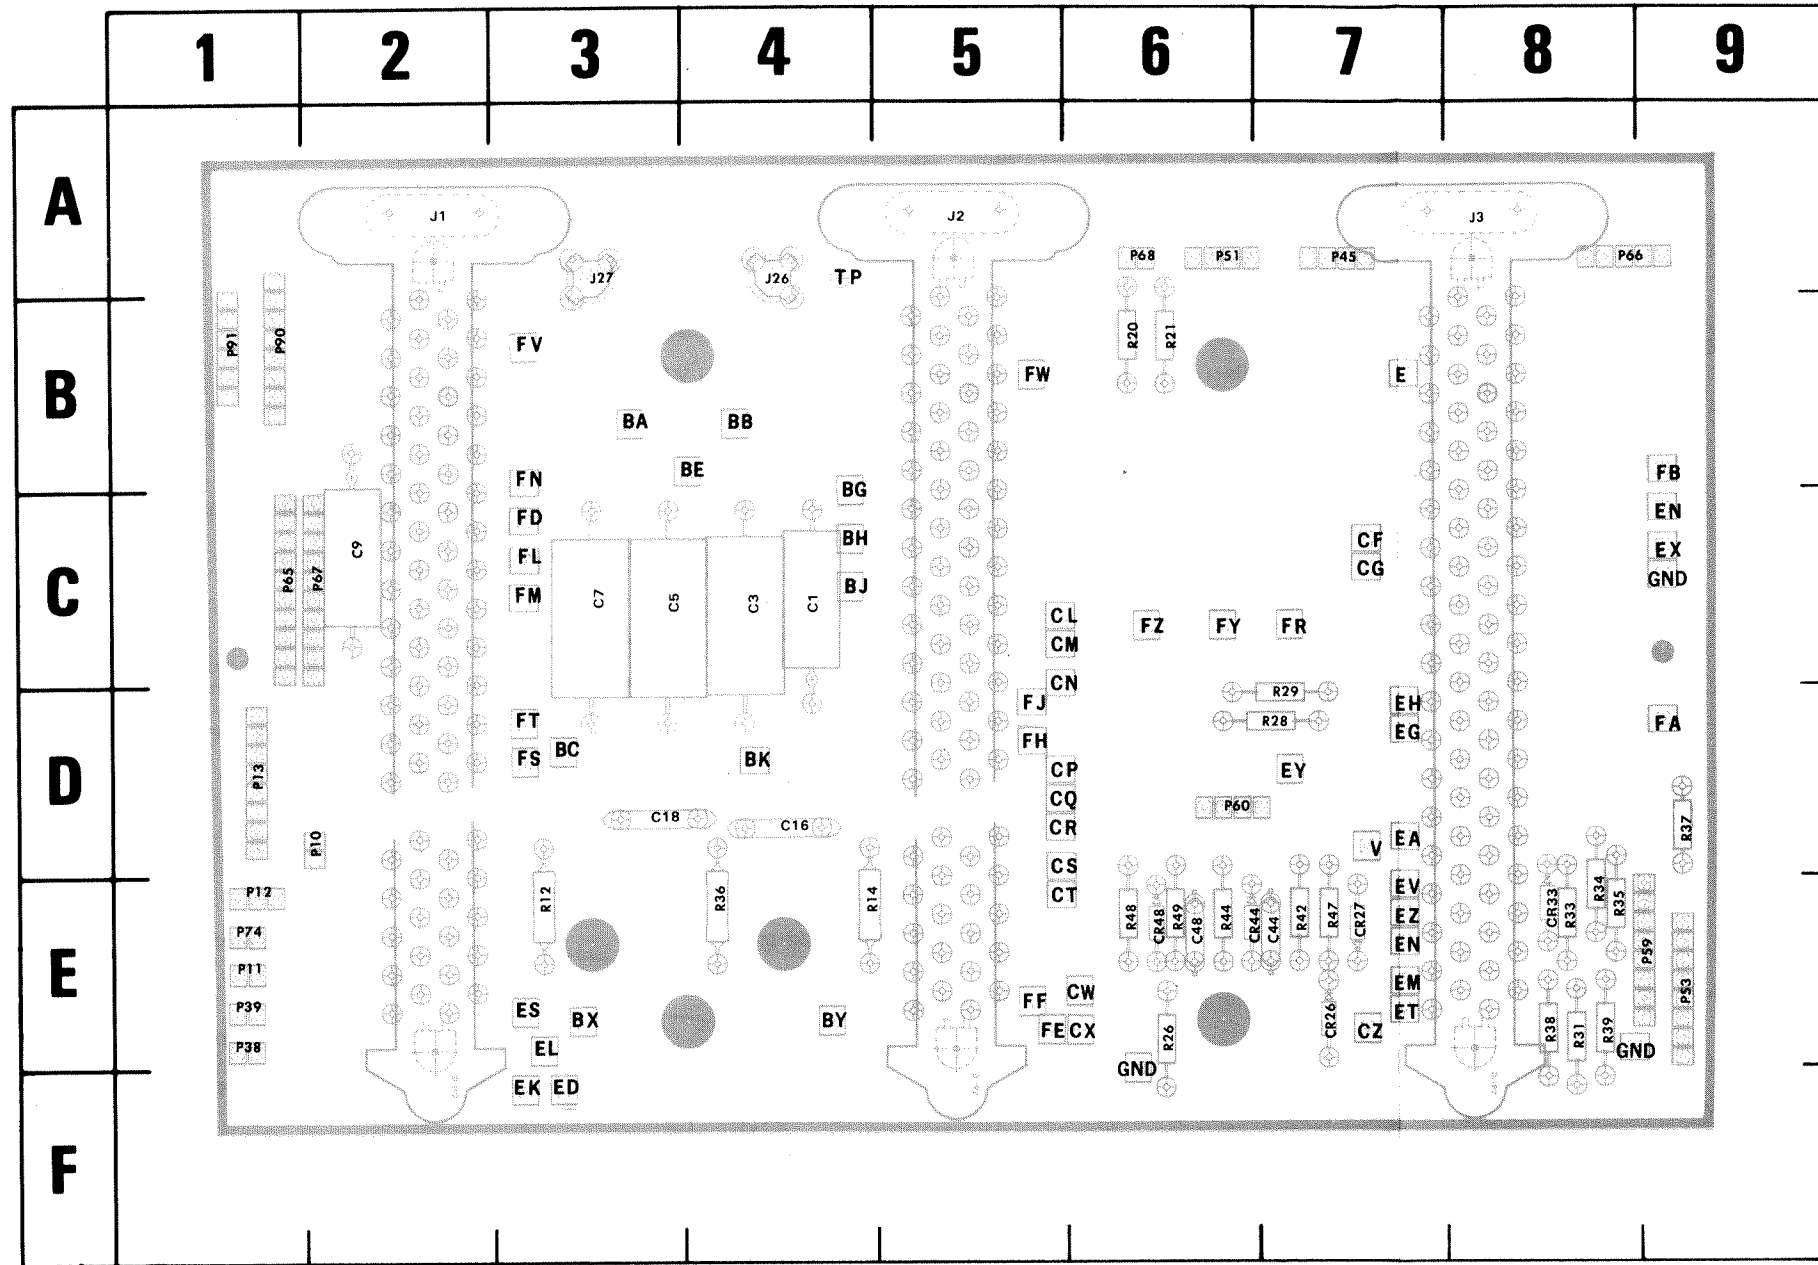 1 2 3 4 5 6 7 8 9
A
J1 J2 J3
P68 P51 P45 P66
J27 J26 TP
B
P91 P90 FV R20 R21
FW E
BA BB
BE FB
FN BG
C
FD EN
C9 BH CF EX
FL CG GND
P65 P67 BJ
FM C7 C5 C3 C1
CL FZ FY FR
CM
CN R29
D
FJ EH
FT R28 FA
EG
BC FH
FS BK CP EY
P13
CQ P60
C18 C16 CR R37
P10 V EA
CS
E
P12 CT EV
R12 R36 R14 R48 CR48 R49 C48 R44 CR44 C44 R42 R47 CR27 CR33 R33 R34 R35
EZ
P74 EN P59
P11 EM
CW P53
P39 ES FF ET
BX BY CR26
FE CX R26 CZ R38 R31 R39
P38 EL GND
GND
EK ED
F